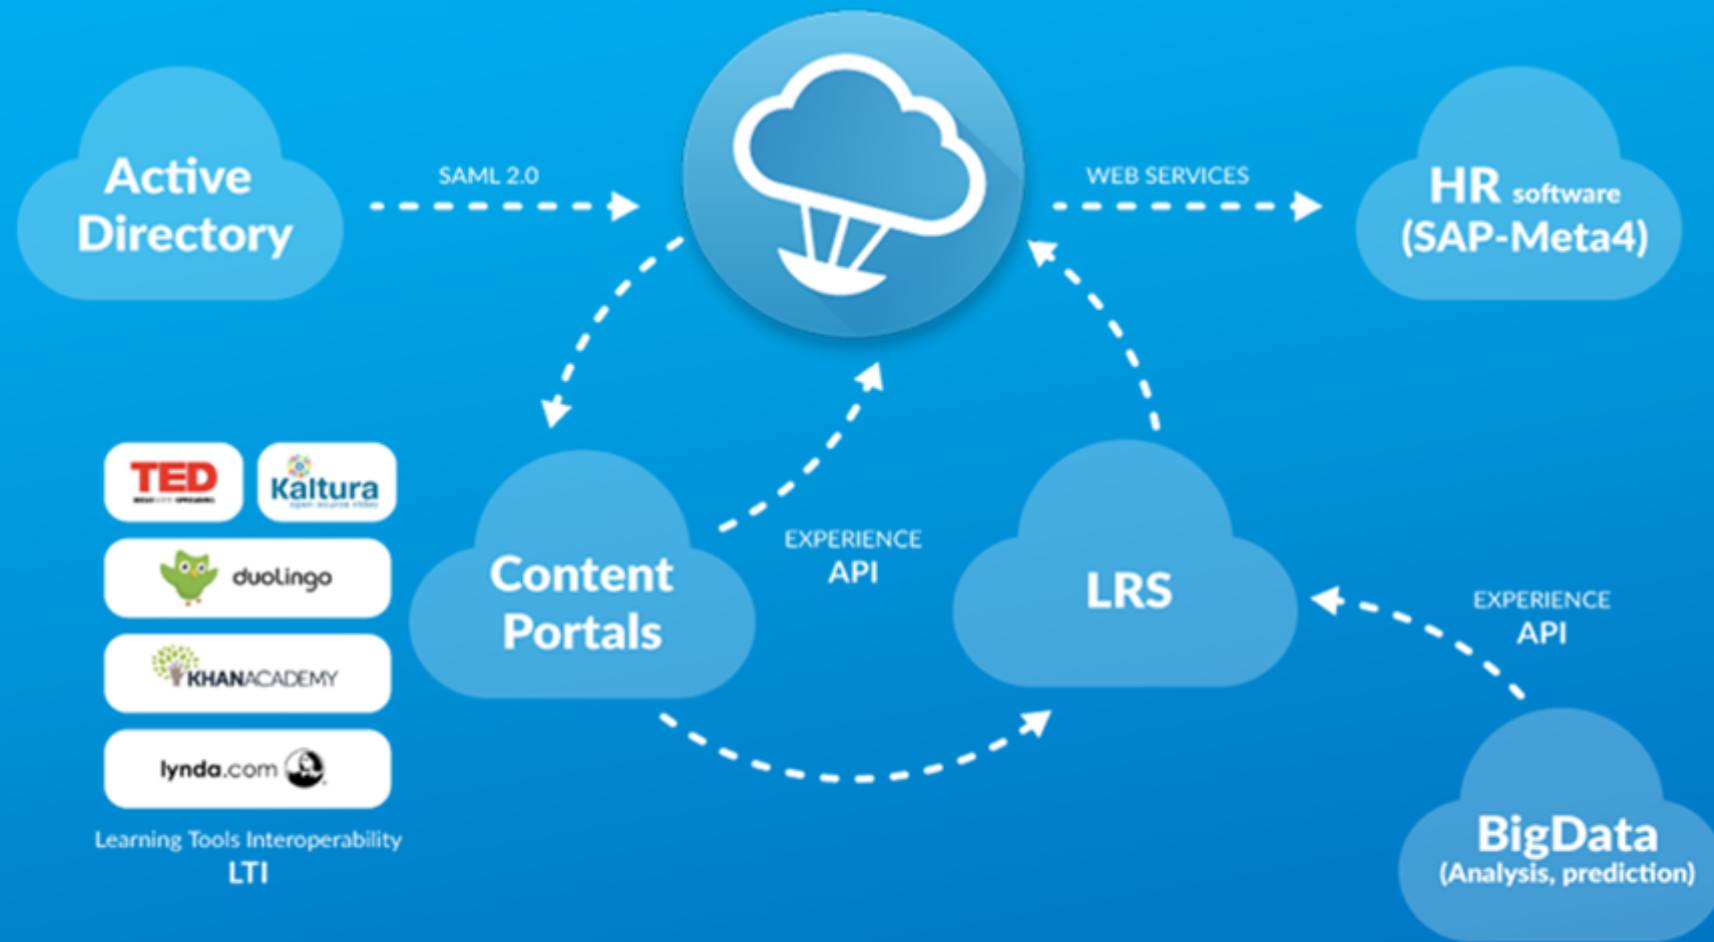 Active
Directory
SAML 2.0
WEB SERVICES
HR software
(SAP-Meta4)
TED
Kaltura
duolingo
KHANACADEMY
lynda.com
Learning Tools Interoperability
LTI
Content
Portals
EXPERIENCE
API
LRS
EXPERIENCE
API
BigData
(Analysis, prediction)